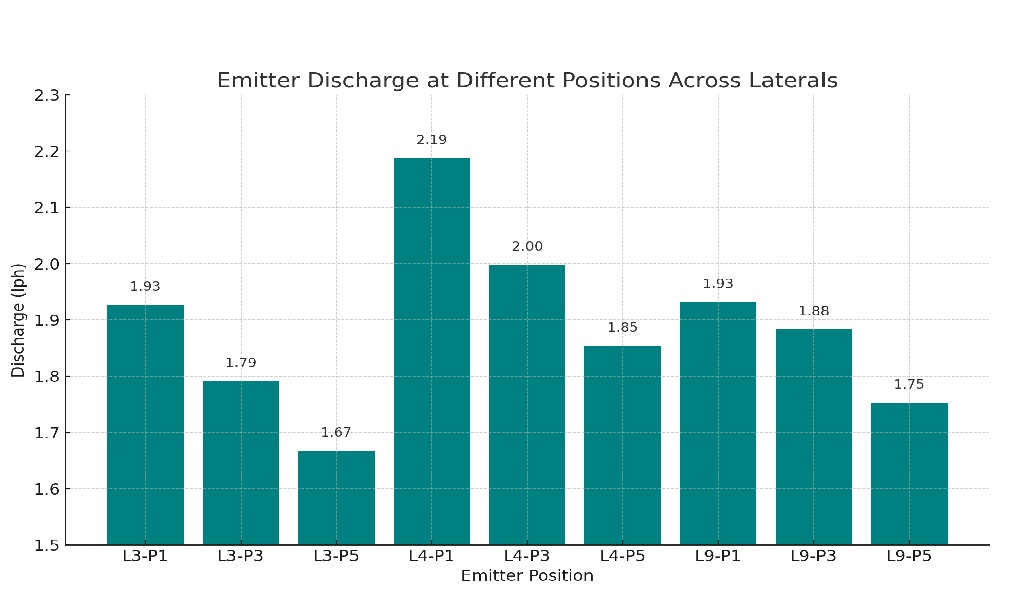 Emitter Discharge at Different Positions Across Laterals
2.3
2.2
2.1
2.0
1.9
1.8
1.7
1.6
1.5
Discharge (lph)
1.93
1.79
1.67
2.19
2.00
1.85
1.93
1.88
1.75
L3-P1
L3-P3
L3-P5
L4-P1
L4-P3
L4-P5
L9-P1
L9-P3
L9-P5
Emitter Position